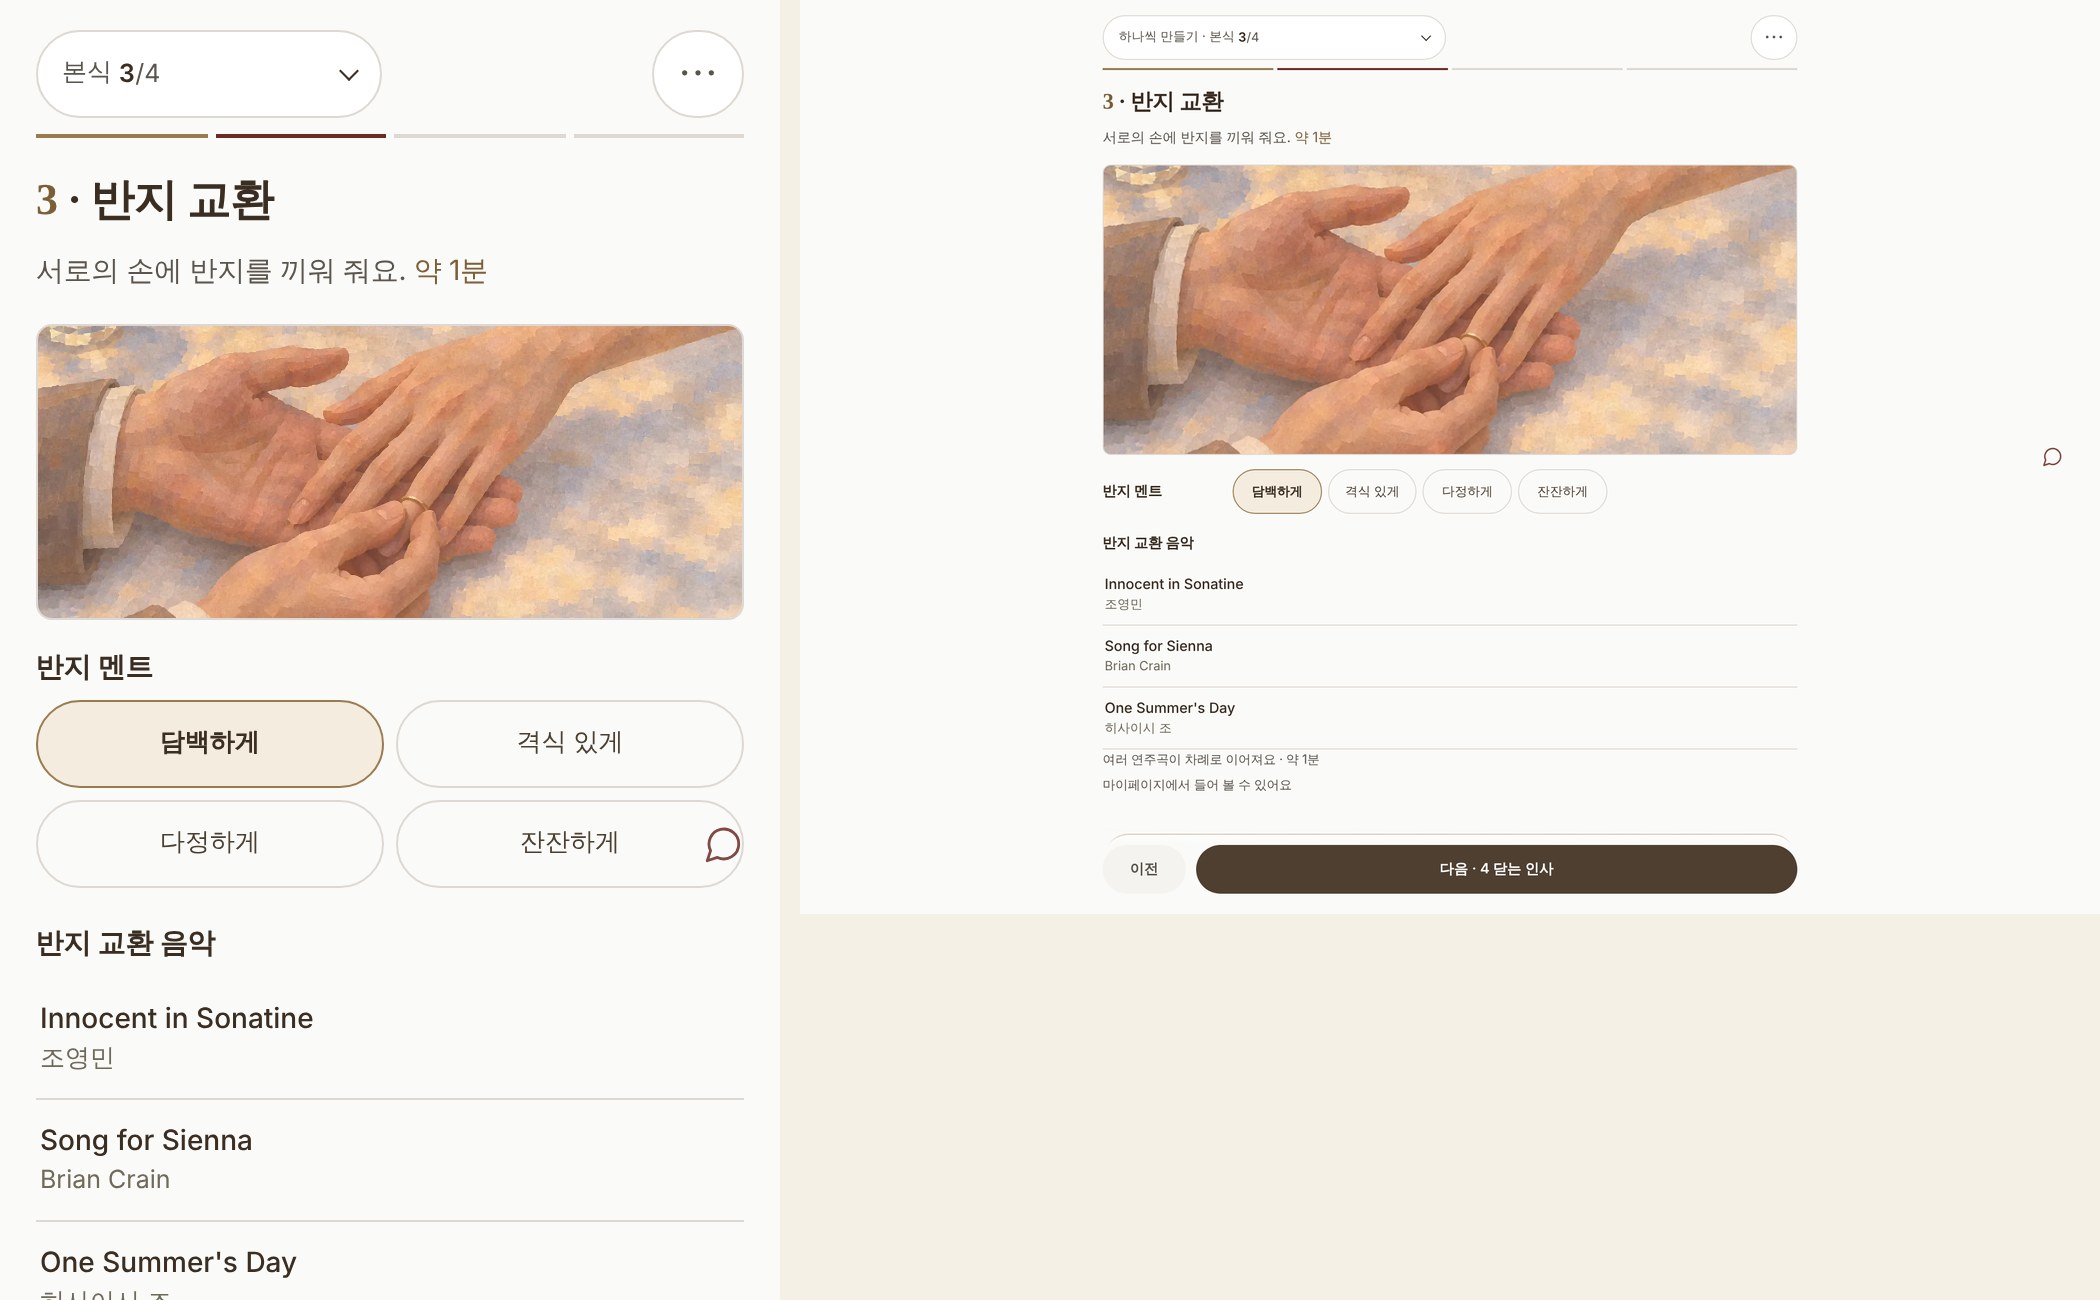 본식 3/4
3 · 반지 교환
서로의 손에 반지를 끼워 줘요. 약 1분
반지 멘트
담백하게
격식 있게
다정하게
잔잔하게
반지 교환 음악
Innocent in Sonatine
조영민
Song for Sienna
Brian Crain
One Summer's Day
하나씩 만들기 · 본식 3/4
3 · 반지 교환
서로의 손에 반지를 끼워 줘요. 약 1분
반지 멘트
담백하게
격식 있게
다정하게
잔잔하게
반지 교환 음악
Innocent in Sonatine
조영민
Song for Sienna
Brian Crain
One Summer's Day
히사이시 조
여러 연주곡이 차례로 이어져요 · 약 1분
마이페이지에서 들어 볼 수 있어요
이전
다음 · 4 닫는 인사